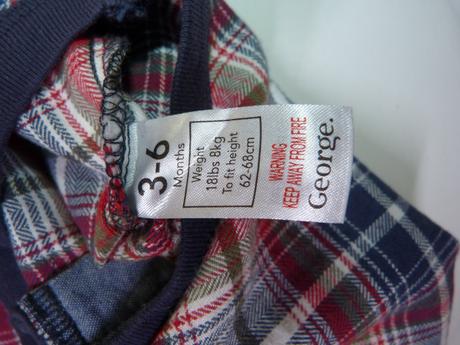 3-6
Months
Weight
18lbs 8kg
To fit height
62-68cm
WARNING
KEEP AWAY FROM FIRE
George.